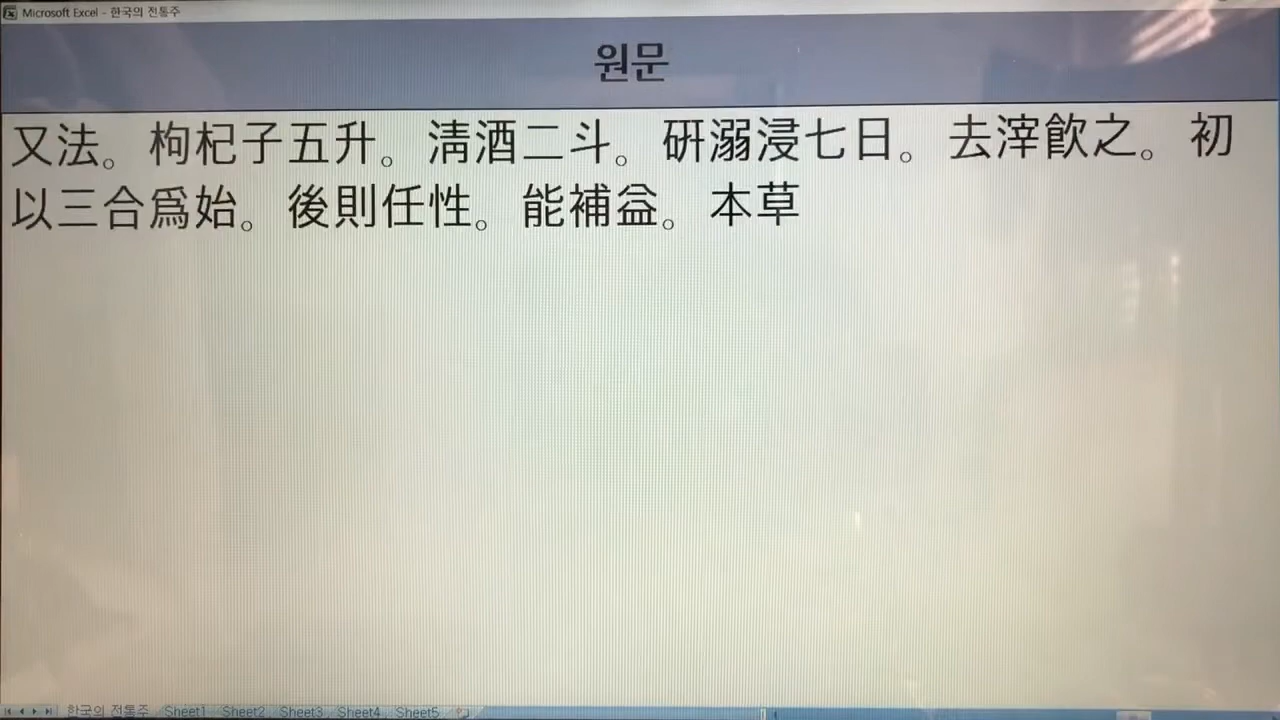 Microsoft Excel - 한국의 전통주
원문
又法。枸杞子五升。淸酒二斗。硏溺浸七日。去滓飮之。初
以三合爲始。後則任性。能補益。本草
한국의 전통주 Sheet1 Sheet2 Sheet3 Sheet4 Sheet5